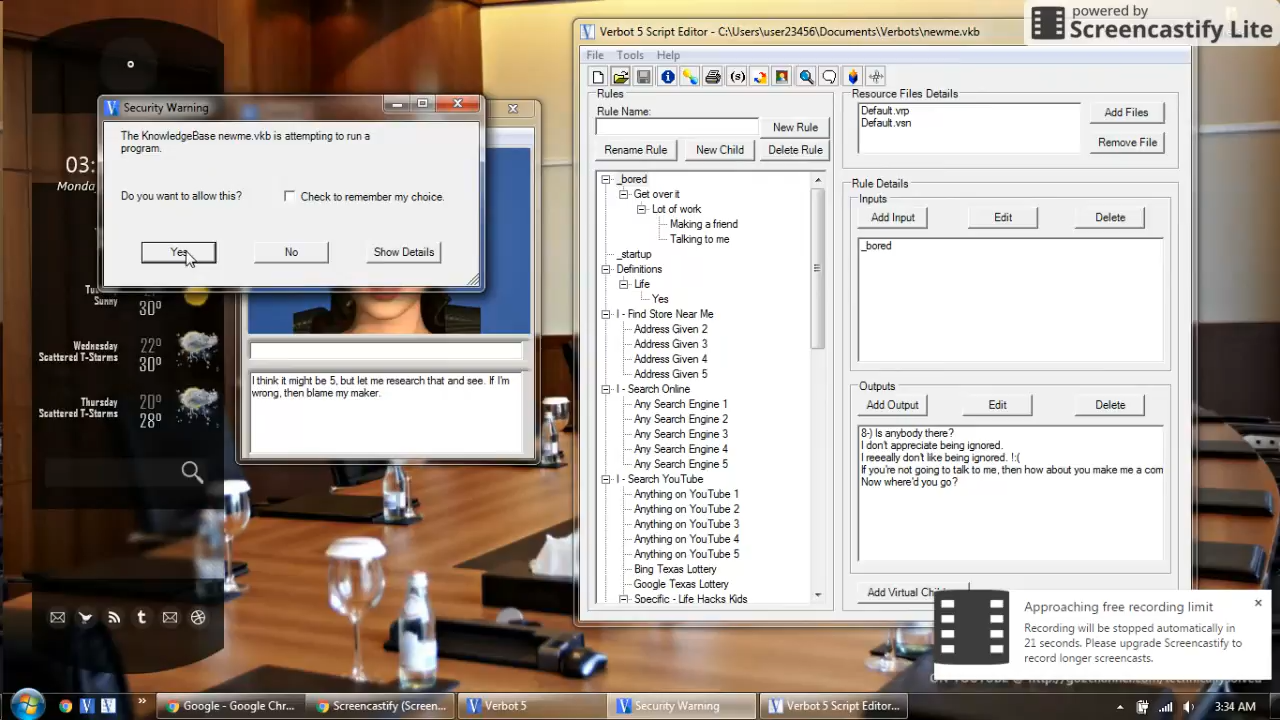 powered by
Screencastify Lite
Verbot 5 Script Editor - C:\Users\user23456\Documents\Verbots\newme.vkb
File Tools Help
Security Warning
The KnowledgeBase newme.vkb is attempting to run a
program.
Do you want to allow this?
Check to remember my choice.
Yes
No
Show Details
03:
Monday
Sunny
30°
Wednesday
Scattered T-Storms
22°
30°
Thursday
Scattered T-Storms
20°
28°
I think it might be 5, but let me research that and see. If I'm
wrong, then blame my maker.
Rules
Rule Name:
New Rule
Rename Rule
New Child
Delete Rule
_bored
Get over it
Lot of work
Making a friend
Talking to me
_startup
Definitions
Life
Yes
I - Find Store Near Me
Address Given 2
Address Given 3
Address Given 4
Address Given 5
I - Search Online
Any Search Engine 1
Any Search Engine 2
Any Search Engine 3
Any Search Engine 4
Any Search Engine 5
I - Search YouTube
Anything on YouTube 1
Anything on YouTube 2
Anything on YouTube 3
Anything on YouTube 4
Anything on YouTube 5
Bing Texas Lottery
Google Texas Lottery
Specific - Life Hacks Kids
Resource Files Details
Default.vrp
Default.vsn
Add Files
Remove File
Rule Details
Inputs
Add Input
Edit
Delete
_bored
Outputs
Add Output
Edit
Delete
8-) Is anybody there?
I don't appreciate being ignored.
I reeeally don't like being ignored. !:(
If you're not going to talk to me, then how about you make me a com
Now where'd you go?
Add Virtual Chil
Approaching free recording limit
Recording will be stopped automatically in
21 seconds. Please upgrade Screencastify to
record longer screencasts.
Google - Google Chr...
Screencastify (Screen...
Verbot 5
Security Warning
Verbot 5 Script Editor...
3:34 AM